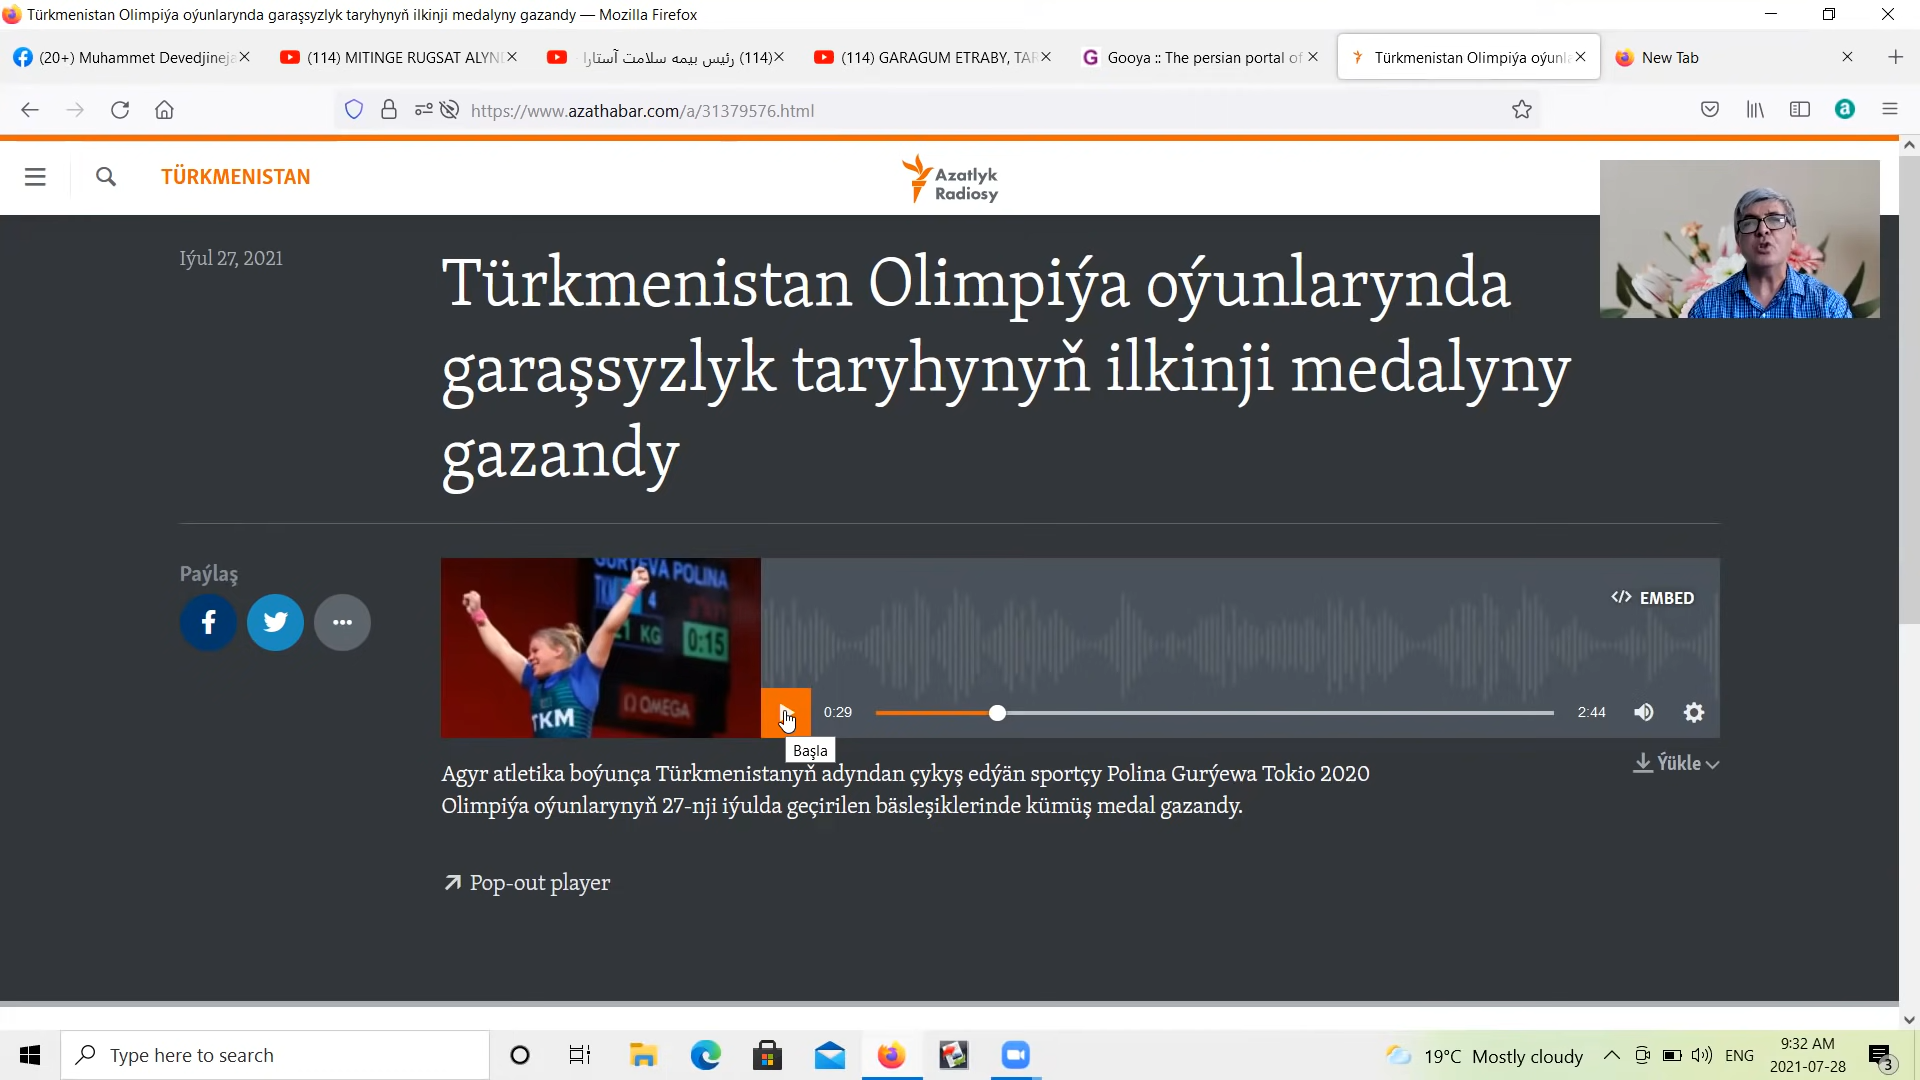 Türkmenistan Olimpiýa oýunlarynda garaşsyzlyk taryhynyň ilkinji medalyny gazandy — Mozilla Firefox
(20+) Muhammet Devedjineja
(114) MITINGE RUGSAT ALYN
(114) رئیس بیمه سلامت آستارا
(114) GARAGUM ETRABY, TAR
Gooya :: The persian portal of
Türkmenistan Olimpiýa oýunla
New Tab
https://www.azathabar.com/a/31379576.html
TÜRKMENISTAN
Azatlyk
Radiosy
Iýul 27, 2021
Türkmenistan Olimpiýa oýunlarynda
garaşsyzlyk taryhynyň ilkinji medalyny
gazandy
Paýlaş
GURYEVA POLINA
TKM 4
KG
0:15
OMEGA
TKM
</> EMBED
0:29
2:44
Başla
Ýükle
Agyr atletika boýunça Türkmenistanyň adyndan çykyş edýän sportçy Polina Gurýewa Tokio 2020
Olimpiýa oýunlarynyň 27-nji iýulda geçirilen bäsleşiklerinde kümüş medal gazandy.
Pop-out player
Type here to search
19°C Mostly cloudy
ENG
9:32 AM
2021-07-28
3